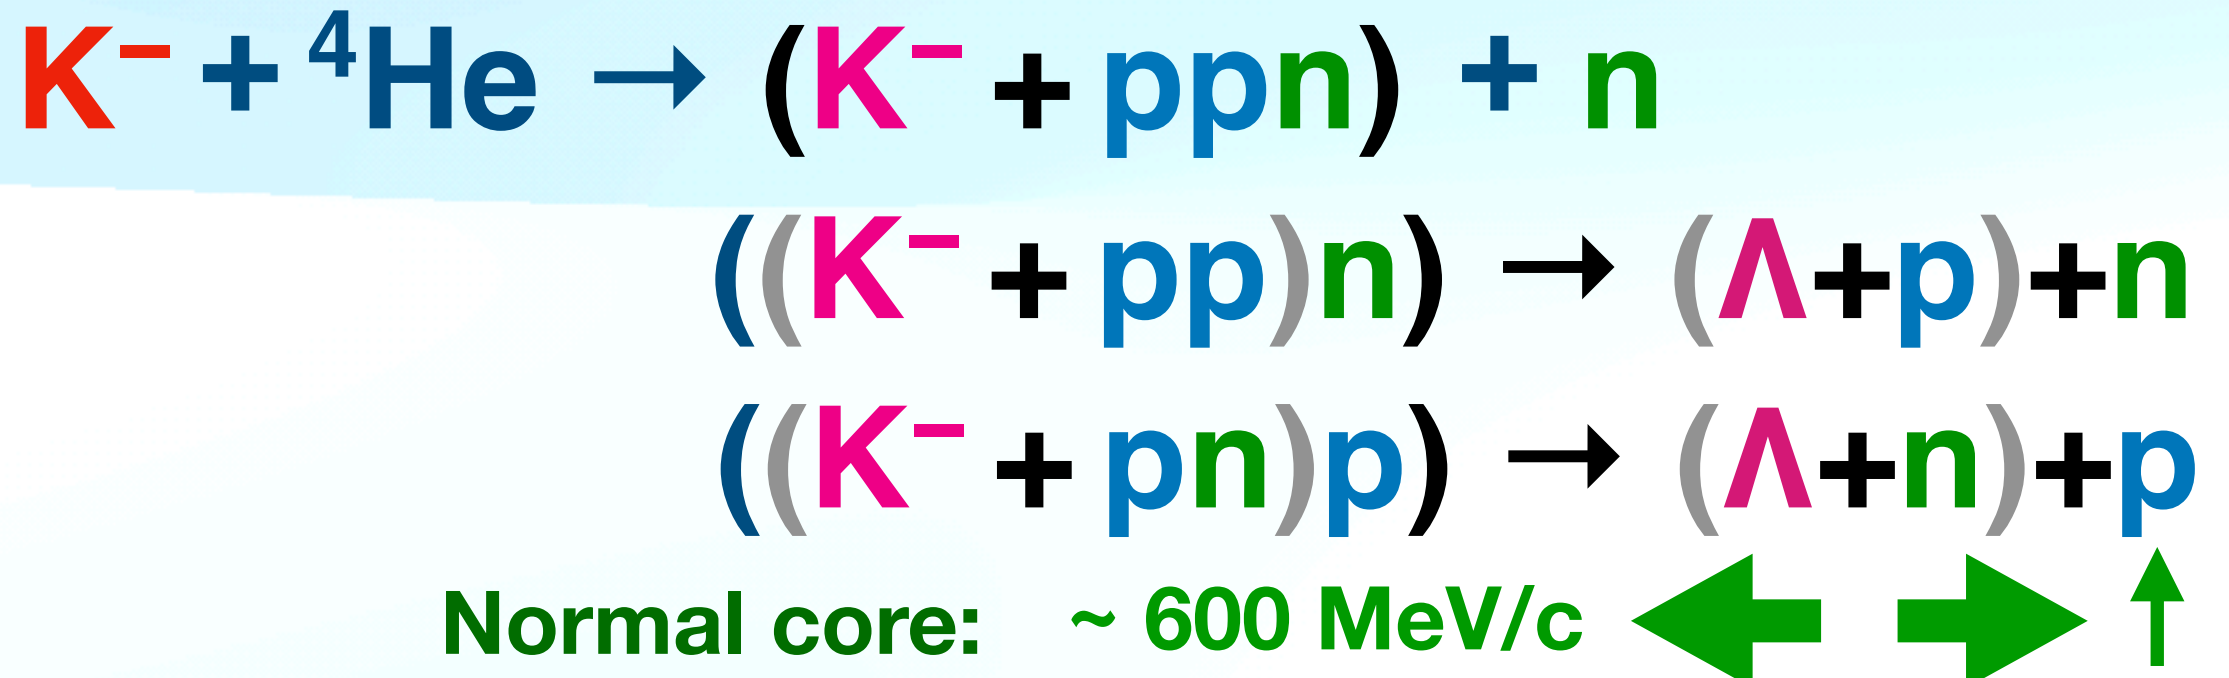 K⁻ + ⁴He → (K⁻ + ppn) + n
((K⁻ + pp)n) → (Λ+p)+n
((K⁻ + pn)p) → (Λ+n)+p
Normal core: ~ 600 MeV/c